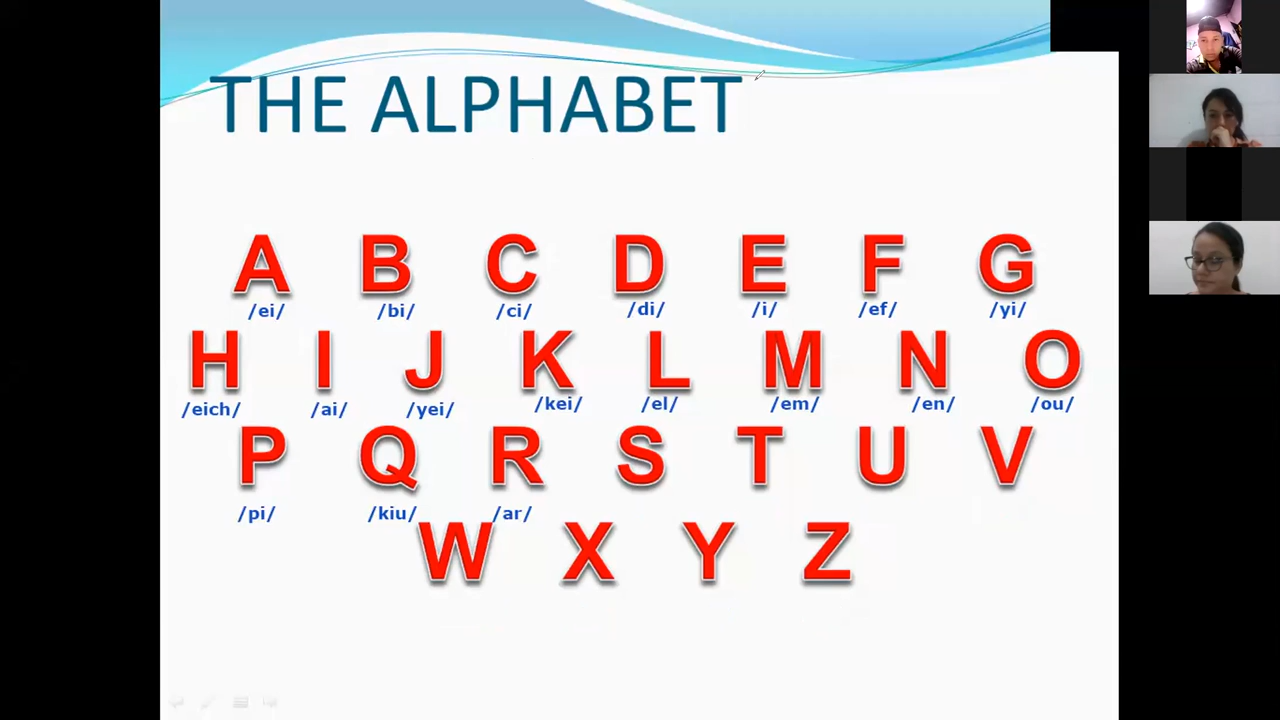 THE ALPHABET
A B C D E F G
/ei/ /bi/ /ci/ /di/ /i/ /ef/ /yi/
H I J K L M N O
/eich/ /ai/ /yei/ /kei/ /el/ /em/ /en/ /ou/
P Q R S T U V
/pi/ /kiu/ /ar/
W X Y Z